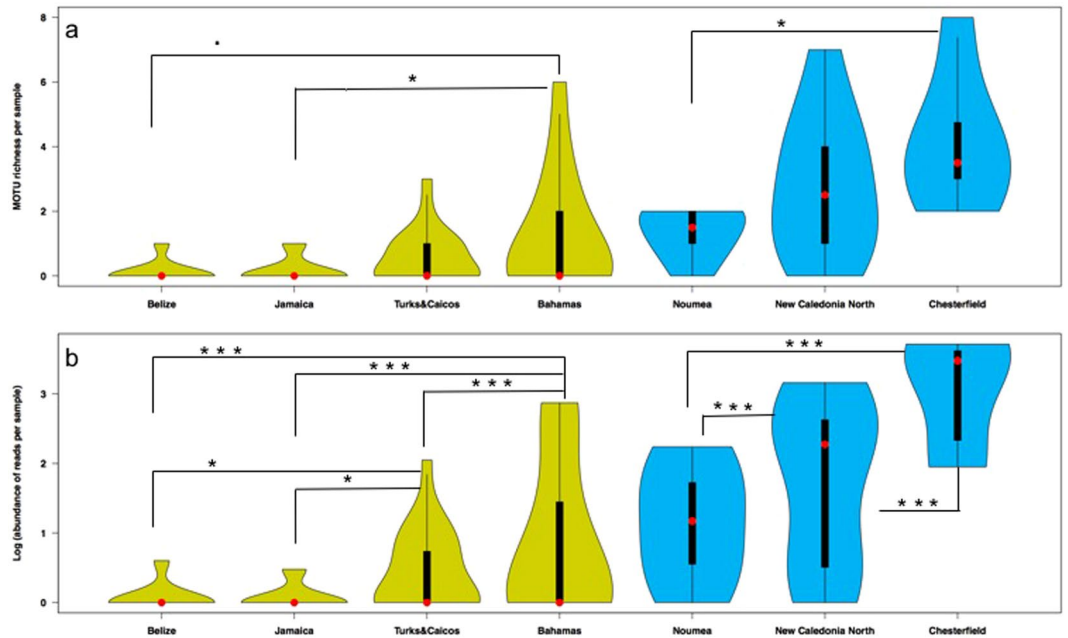 a
MOTU richness per sample
8
6
4
2
0
.
*
*
Belize Jamaica Turks&Caicos Bahamas Noumea New Caledonia North Chesterfield
b
Log (abundance of reads per sample)
3
2
1
0
* * *
* * *
* * *
*
*
* * *
* * *
* * *
Belize Jamaica Turks&Caicos Bahamas Noumea New Caledonia North Chesterfield